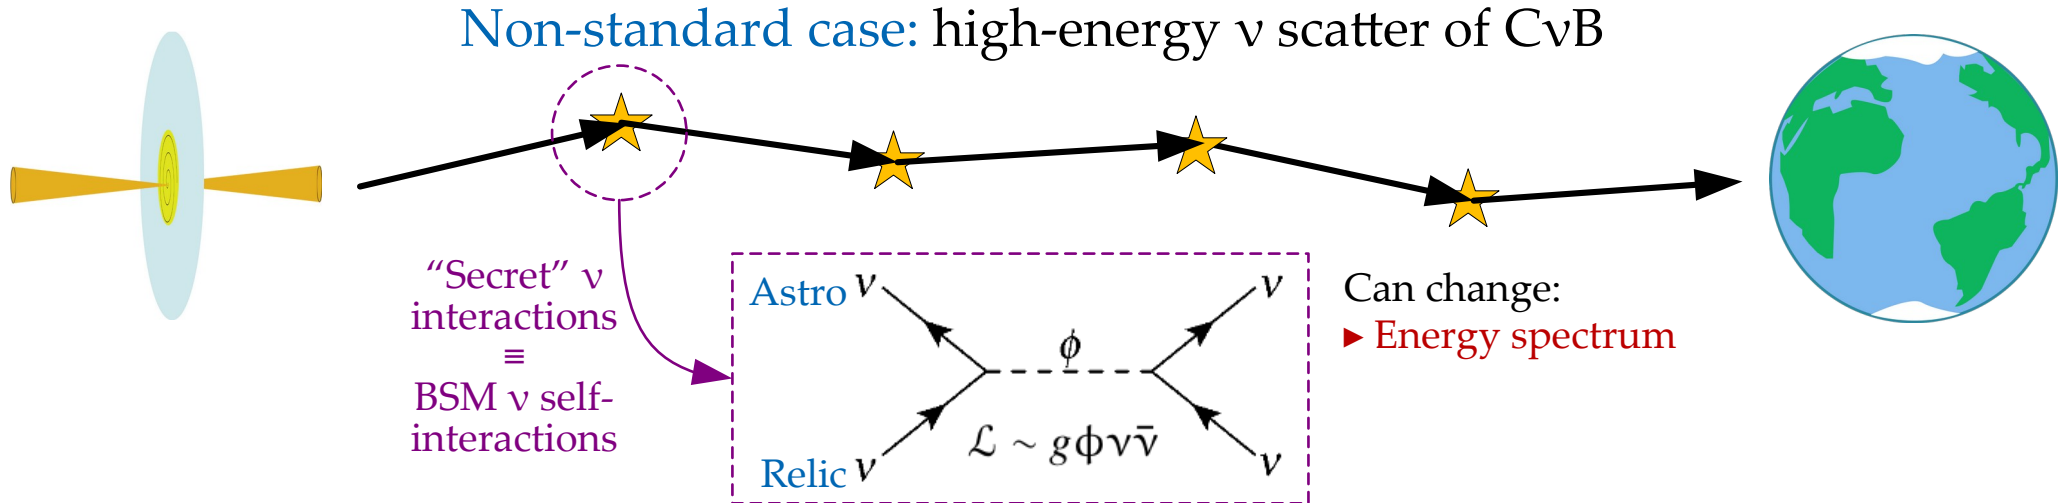 Non-standard case: high-energy ν scatter of CνB
“Secret” ν
interactions
≡
BSM ν self-
interactions
Astro ν
ν
ϕ
ℒ ~ gϕνν̄
Relic ν
ν
Can change:
▸ Energy spectrum